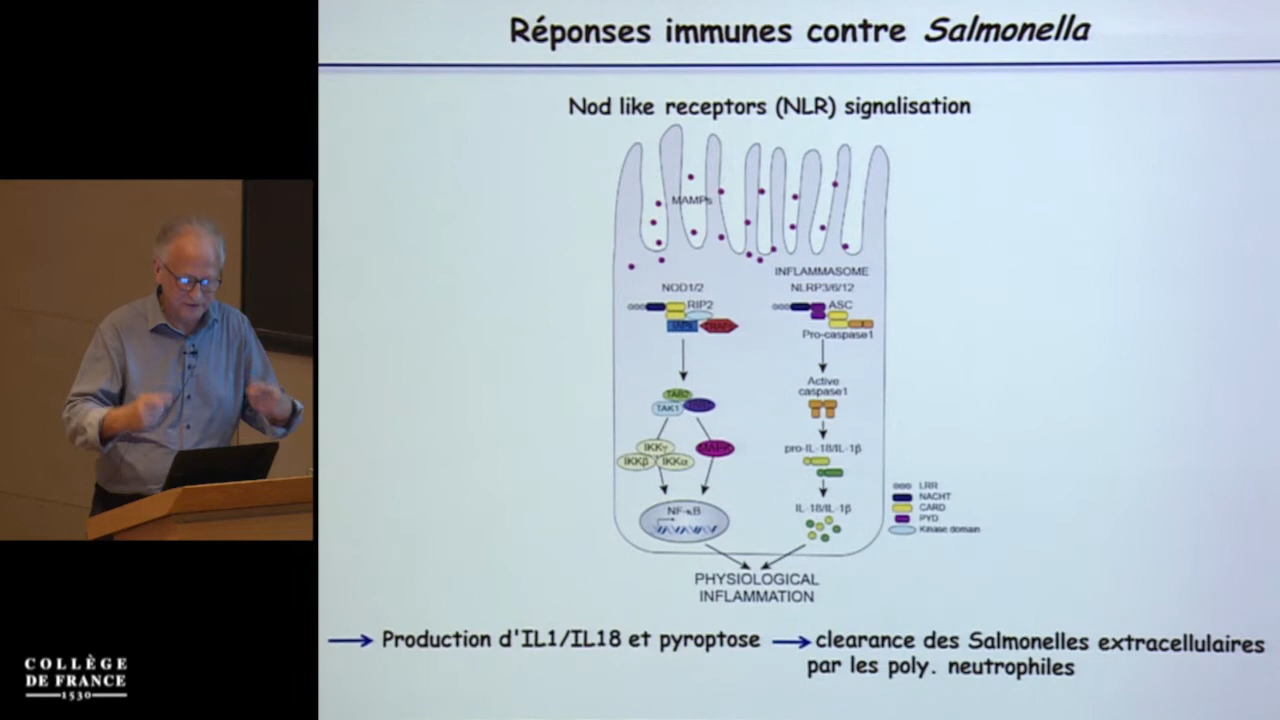 Réponses immunes contre Salmonella
Nod like receptors (NLR) signalisation
MAMPs
INFLAMMASOME
NOD1/2
NLRP3/6/12
RIP2
ASC
Pro-caspase1
Active
caspase1
TAB2
TAK1
IKKγ
MAPK
IKKβ
IKKα
pro-IL-18/IL-1β
NF-κB
IL-18/IL-1β
LRR
NACHT
CARD
PYD
Kinase domain
PHYSIOLOGICAL
INFLAMMATION
Production d'IL1/IL18 et pyroptose
clearance des Salmonelles extracellulaires
par les poly. neutrophiles
COLLÈGE
DE FRANCE
1530